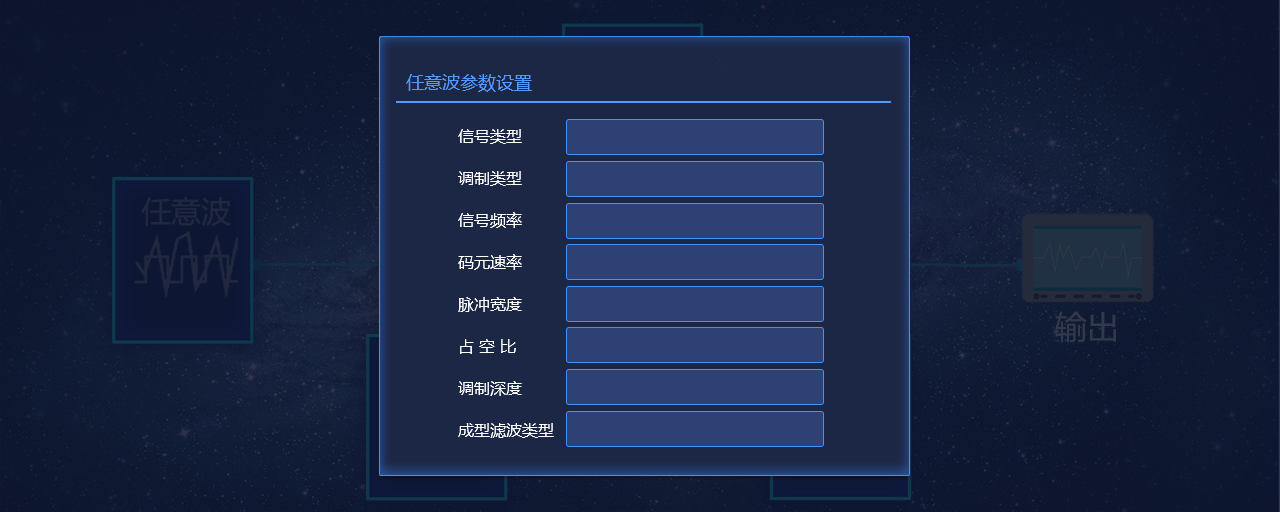 任意波参数设置
信号类型
调制类型
信号频率
码元速率
脉冲宽度
占 空 比
调制深度
成型滤波类型
任意波
输出